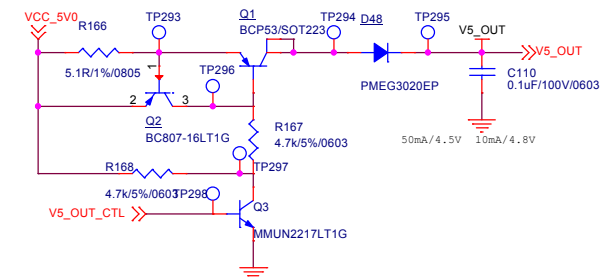 VCC_5V0
R166
TP293
Q1
BCP53/SOT223
TP294
D48
TP295
V5_OUT
V5_OUT
5.1R/1%/0805
1
TP296
PMEG3020EP
C110
0.1uF/100V/0603
2
3
Q2
BC807-16LT1G
R167
4.7k/5%/0603
50mA/4.5V 10mA/4.8V
R168
TP297
4.7k/5%/0603
TP298
V5_OUT_CTL
Q3
MMUN2217LT1G